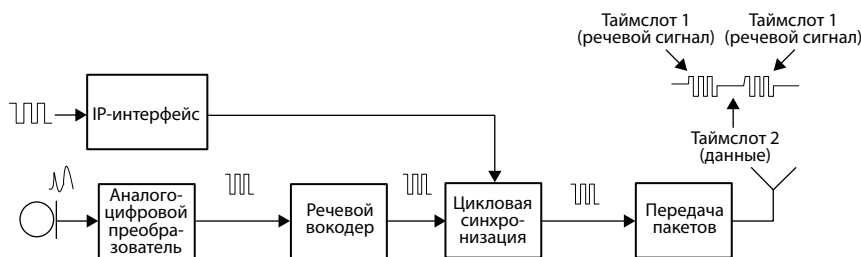 Таймслот 1
(речевой сигнал)
Таймслот 1
(речевой сигнал)
IP-интерфейс
Таймслот 2
(данные)
Аналого-
цифровой
преобра-
зователь
Речевой
вокодер
Цикловая
синхро-
низация
Передача
пакетов